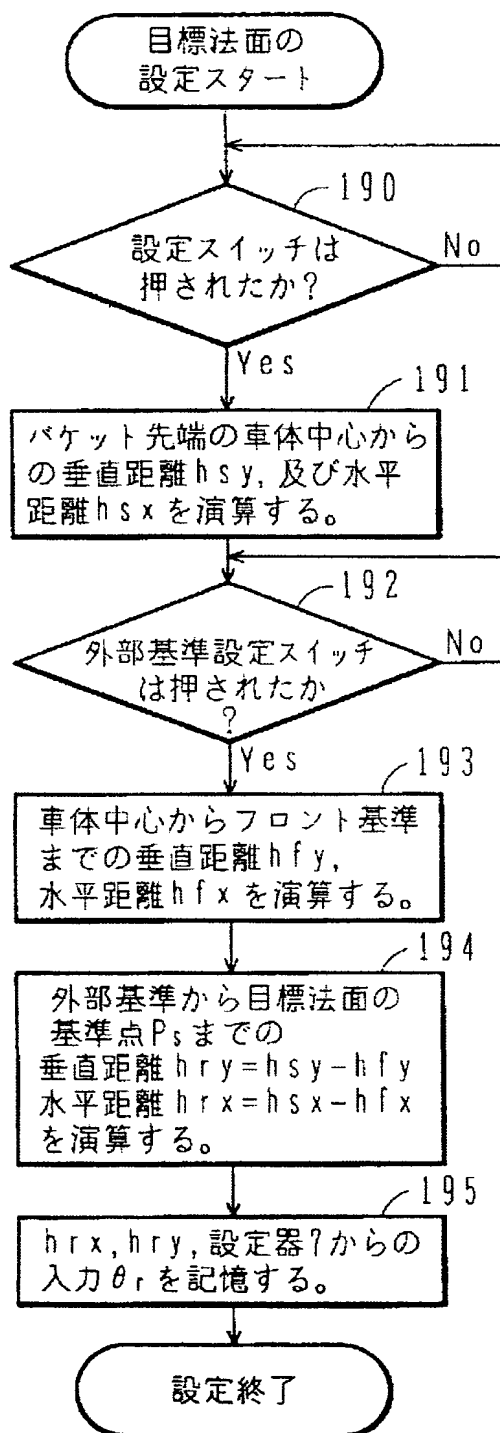 目標法面の
設定スタート
190
設定スイッチは
押されたか?
No
Yes
191
バケット先端の車体中心から
の垂直距離hsy,及び水平
距離hsxを演算する。
192
外部基準設定スイッチ
は押されたか
?
No
Yes
193
車体中心からフロント基準
までの垂直距離hfy,
水平距離hfxを演算する。
194
外部基準から目標法面の
基準点Psまでの
垂直距離hry=hsy-hfy
水平距離hrx=hsx-hfx
を演算する。
195
hrx,hry,設定器7からの
入力θrを記憶する。
設定終了